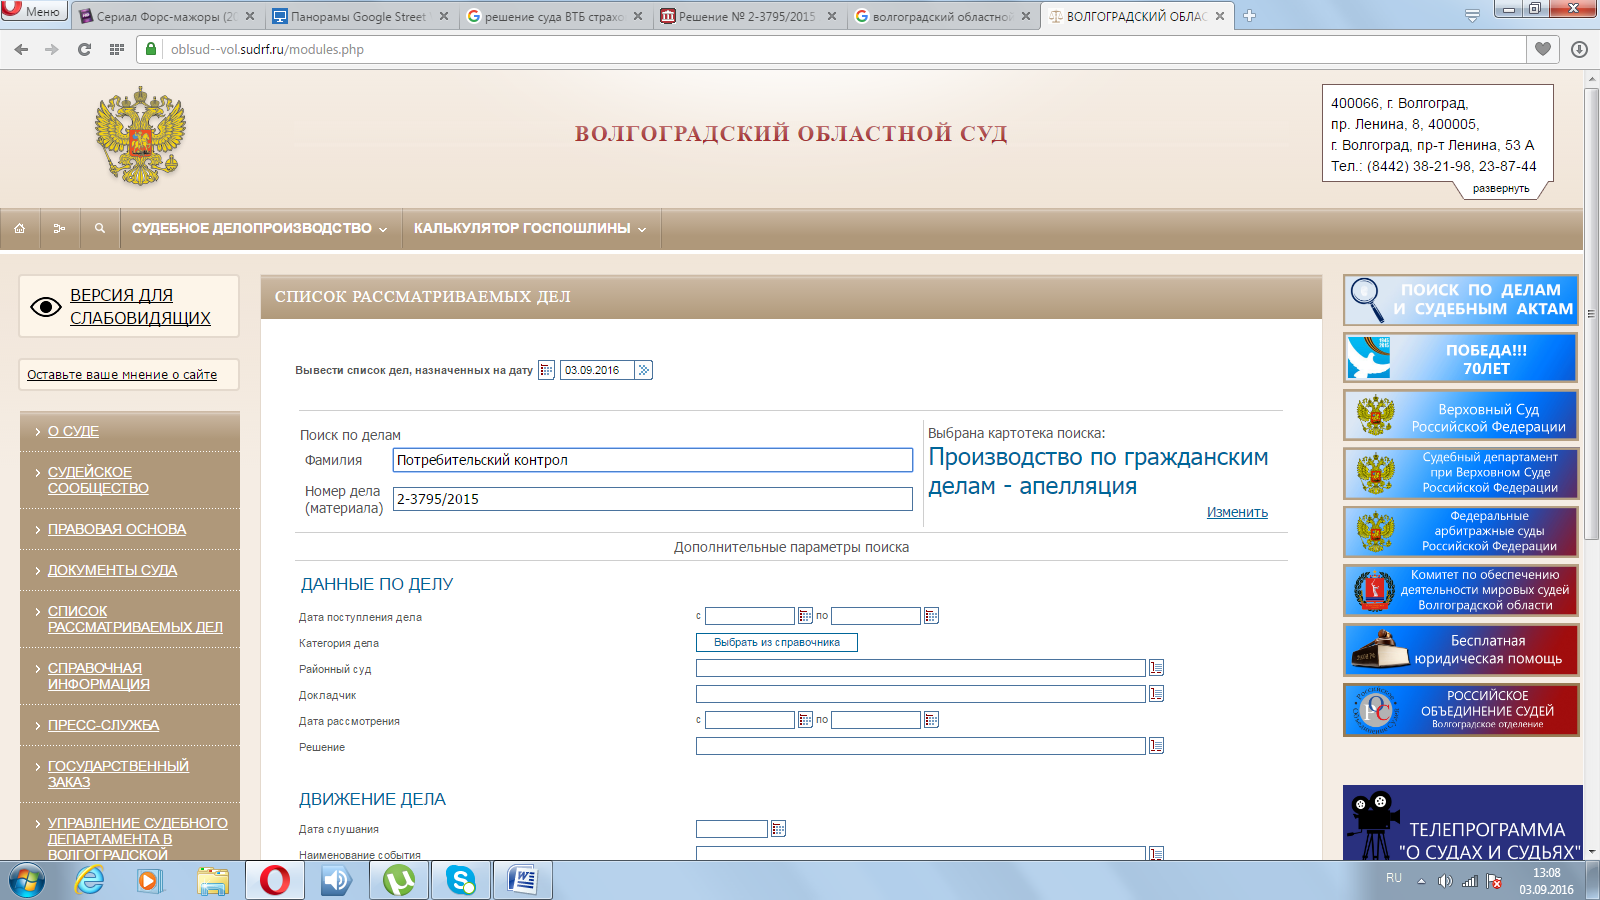 Меню
Сериал Форс-мажоры (20
Панорамы Google Street
решение суда ВТБ страхо
Решение № 2-3795/2015
волгоградский областной
ВОЛГОГРАДСКИЙ ОБЛАС
oblsud--vol.sudrf.ru/modules.php
ВОЛГОГРАДСКИЙ ОБЛАСТНОЙ СУД
400066, г. Волгоград,
пр. Ленина, 8, 400005,
г. Волгоград, пр-т Ленина, 53 А
Тел.: (8442) 38-21-98, 23-87-44
развернуть
СУДЕБНОЕ ДЕЛОПРОИЗВОДСТВО
КАЛЬКУЛЯТОР ГОСПОШЛИНЫ
ВЕРСИЯ ДЛЯ
СЛАБОВИДЯЩИХ
Оставьте ваше мнение о сайте
О СУДЕ
СУДЕЙСКОЕ
СООБЩЕСТВО
ПРАВОВАЯ ОСНОВА
ДОКУМЕНТЫ СУДА
СПИСОК
РАССМАТРИВАЕМЫХ ДЕЛ
СПРАВОЧНАЯ
ИНФОРМАЦИЯ
ПРЕСС-СЛУЖБА
ГОСУДАРСТВЕННЫЙ
ЗАКАЗ
УПРАВЛЕНИЕ СУДЕБНОГО
ДЕПАРТАМЕНТА В
ВОЛГОГРАДСКОЙ
СПИСОК РАССМАТРИВАЕМЫХ ДЕЛ
Вывести список дел, назначенных на дату 03.09.2016
Поиск по делам
Фамилия Потребительский контрол
Номер дела
(материала) 2-3795/2015
Выбрана картотека поиска:
Производство по гражданским
делам - апелляция
Изменить
Дополнительные параметры поиска
ДАННЫЕ ПО ДЕЛУ
Дата поступления дела с по
Категория дела Выбрать из справочника
Районный суд
Докладчик
Дата рассмотрения с по
Решение
ДВИЖЕНИЕ ДЕЛА
Дата слушания
Наименование события
ПОИСК ПО ДЕЛАМ
И СУДЕБНЫМ АКТАМ
ПОБЕДА!!!
70ЛЕТ
Верховный Суд
Российской Федерации
Судебный департамент
при Верховном Суде
Российской Федерации
Федеральные
арбитражные суды
Российской Федерации
Комитет по обеспечению
деятельности мировых судей
Волгоградской области
Бесплатная
юридическая помощь
РОССИЙСКОЕ
ОБЪЕДИНЕНИЕ СУДЕЙ
Волгоградское отделение
ТЕЛЕПРОГРАММА
"О СУДАХ И СУДЬЯХ"
RU
13:08
03.09.2016